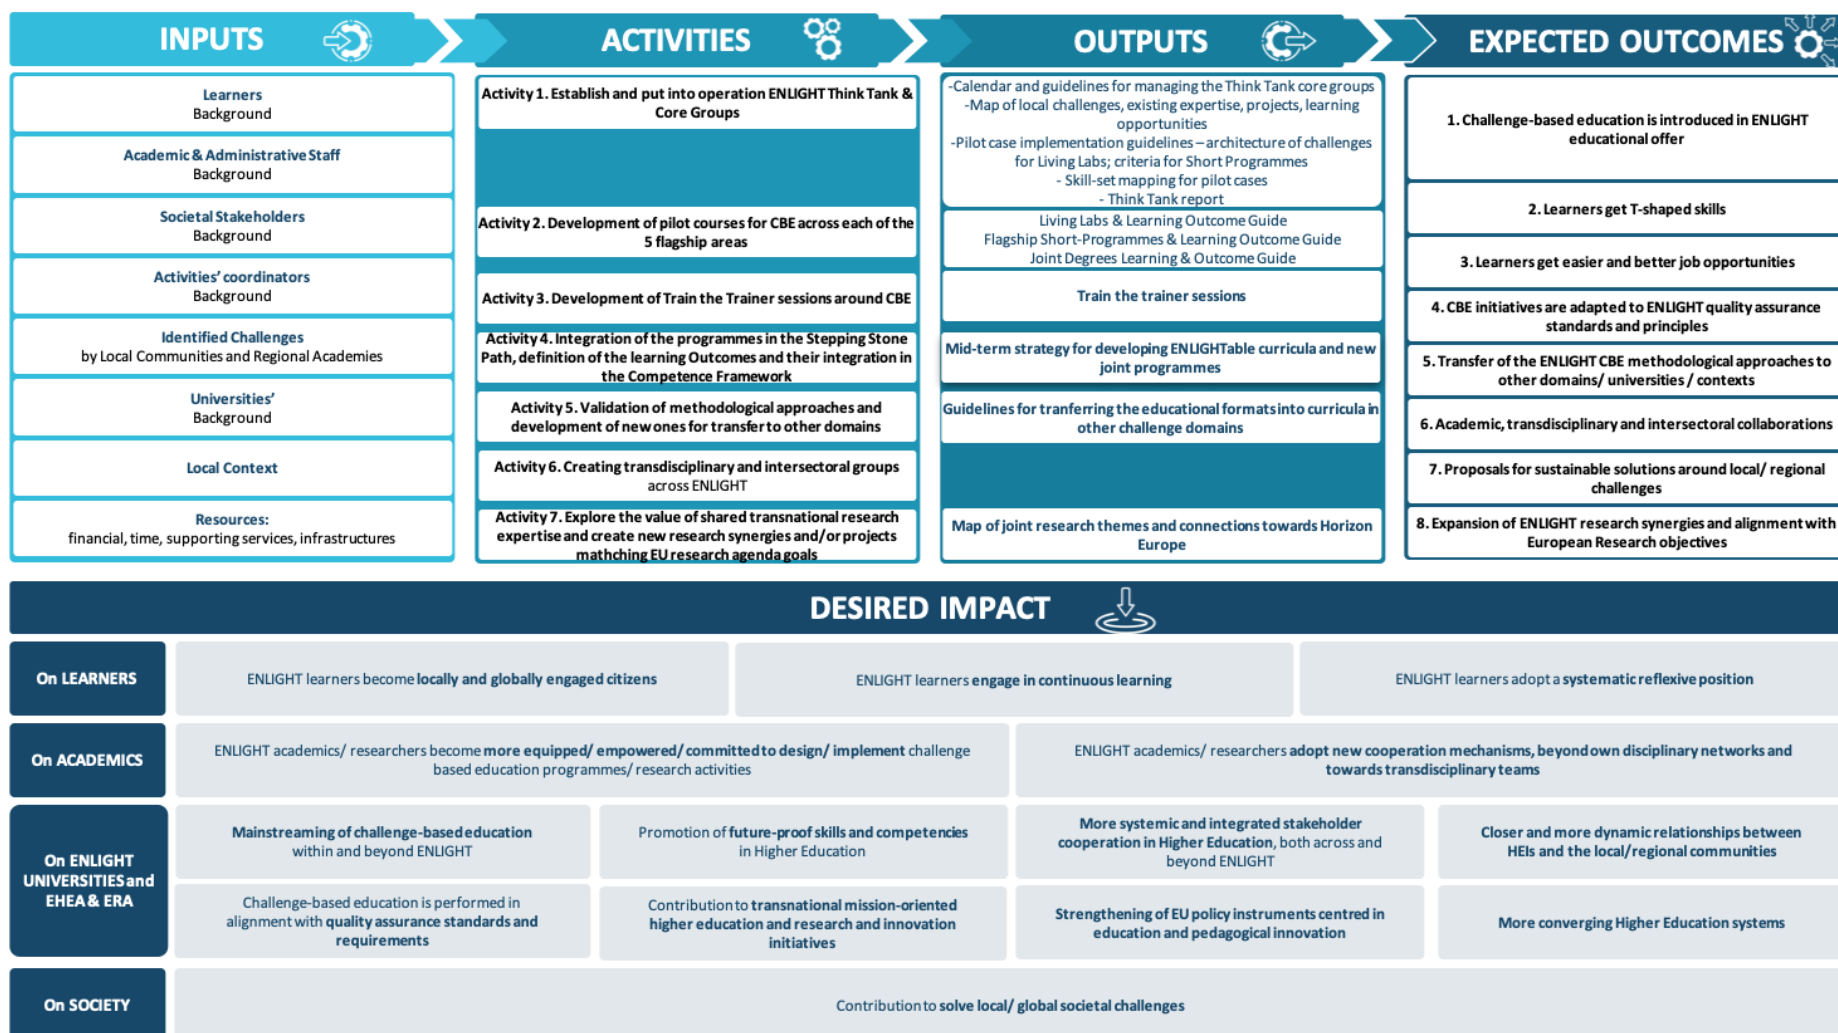 INPUTS
ACTIVITIES
OUTPUTS
EXPECTED OUTCOMES
Learners
Background
Academic & Administrative Staff
Background
Societal Stakeholders
Background
Activities' coordinators
Background
Identified Challenges
by Local Communities and Regional Academies
Universities'
Background
Local Context
Resources:
financial, time, supporting services, infrastructures
Activity 1. Establish and put into operation ENLIGHT Think Tank &
Core Groups
Activity 2. Development of pilot courses for CBE across each of the
5 flagship areas
Activity 3. Development of Train the Trainer sessions around CBE
Activity 4. Integration of the programmes in the Stepping Stone
Path, definition of the learning Outcomes and their integration in
the Competence Framework
Activity 5. Validation of methodological approaches and
development of new ones for transfer to other domains
Activity 6. Creating transdisciplinary and intersectoral groups
across ENLIGHT
Activity 7. Explore the value of shared transnational research
expertise and create new research synergies and/or projects
mathching EU research agenda goals
-Calendar and guidelines for managing the Think Tank core groups
-Map of local challenges, existing expertise, projects, learning
opportunities
-Pilot case implementation guidelines – architecture of challenges
for Living Labs; criteria for Short Programmes
- Skill-set mapping for pilot cases
- Think Tank report
Living Labs & Learning Outcome Guide
Flagship Short-Programmes & Learning Outcome Guide
Joint Degrees Learning & Outcome Guide
Train the trainer sessions
Mid-term strategy for developing ENLIGHTable curricula and new
joint programmes
Guidelines for tranferring the educational formats into curricula in
other challenge domains
Map of joint research themes and connections towards Horizon
Europe
1. Challenge-based education is introduced in ENLIGHT
educational offer
2. Learners get T-shaped skills
3. Learners get easier and better job opportunities
4. CBE initiatives are adapted to ENLIGHT quality assurance
standards and principles
5. Transfer of the ENLIGHT CBE methodological approaches to
other domains/ universities / contexts
6. Academic, transdisciplinary and intersectoral collaborations
7. Proposals for sustainable solutions around local/ regional
challenges
8. Expansion of ENLIGHT research synergies and alignment with
European Research objectives
DESIRED IMPACT
On LEARNERS
ENLIGHT learners become locally and globally engaged citizens
ENLIGHT learners engage in continuous learning
ENLIGHT learners adopt a systematic reflexive position
On ACADEMICS
ENLIGHT academics/ researchers become more equipped/ empowered/ committed to design/ implement challenge
based education programmes/ research activities
ENLIGHT academics/ researchers adopt new cooperation mechanisms, beyond own disciplinary networks and
towards transdisciplinary teams
On ENLIGHT
UNIVERSITIES and
EHEA & ERA
Mainstreaming of challenge-based education
within and beyond ENLIGHT
Promotion of future-proof skills and competencies
in Higher Education
More systemic and integrated stakeholder
cooperation in Higher Education, both across and
beyond ENLIGHT
Closer and more dynamic relationships between
HEIs and the local/regional communities
Challenge-based education is performed in
alignment with quality assurance standards and
requirements
Contribution to transnational mission-oriented
higher education and research and innovation
initiatives
Strengthening of EU policy instruments centred in
education and pedagogical innovation
More converging Higher Education systems
On SOCIETY
Contribution to solve local/ global societal challenges